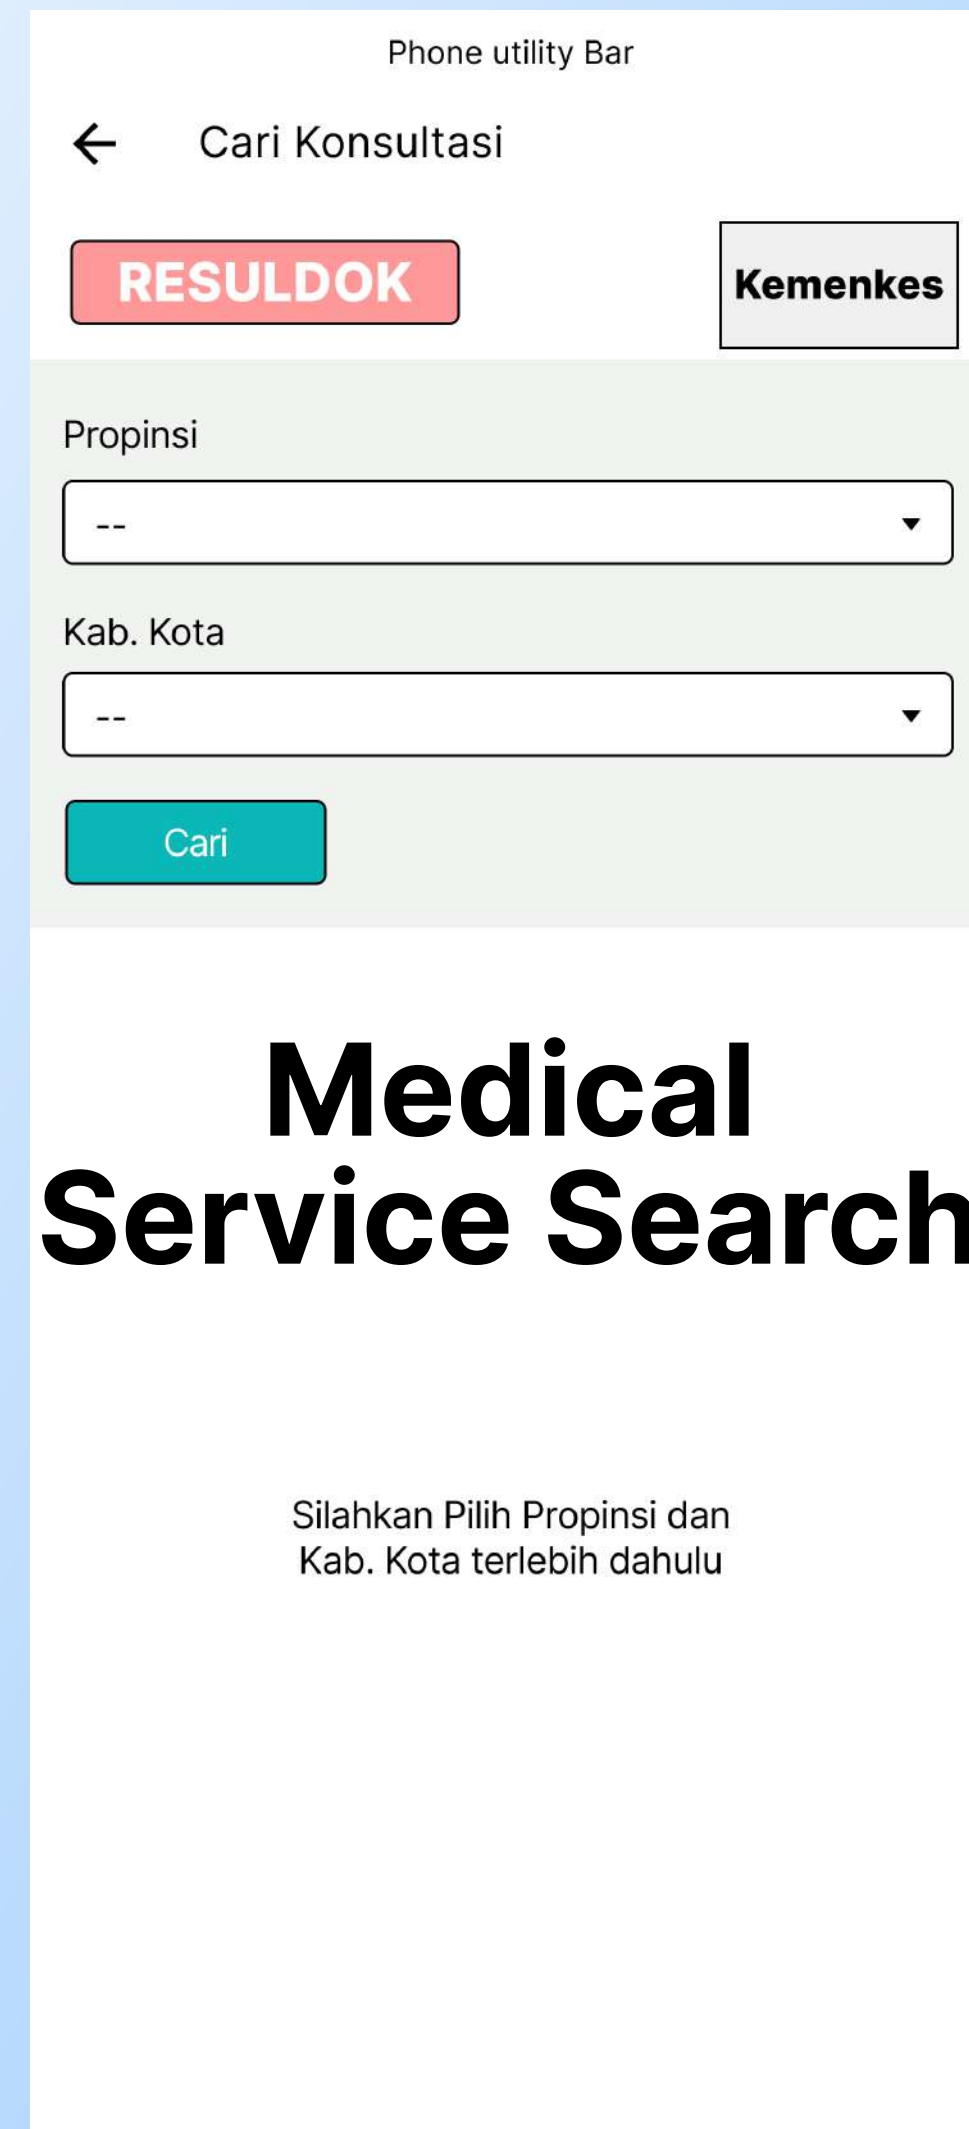 Phone utility Bar
Cari Konsultasi
RESULDOK
Kemenkes
Propinsi
--
Kab. Kota
--
Cari
Medical
Service Search
Silahkan Pilih Propinsi dan
Kab. Kota terlebih dahulu